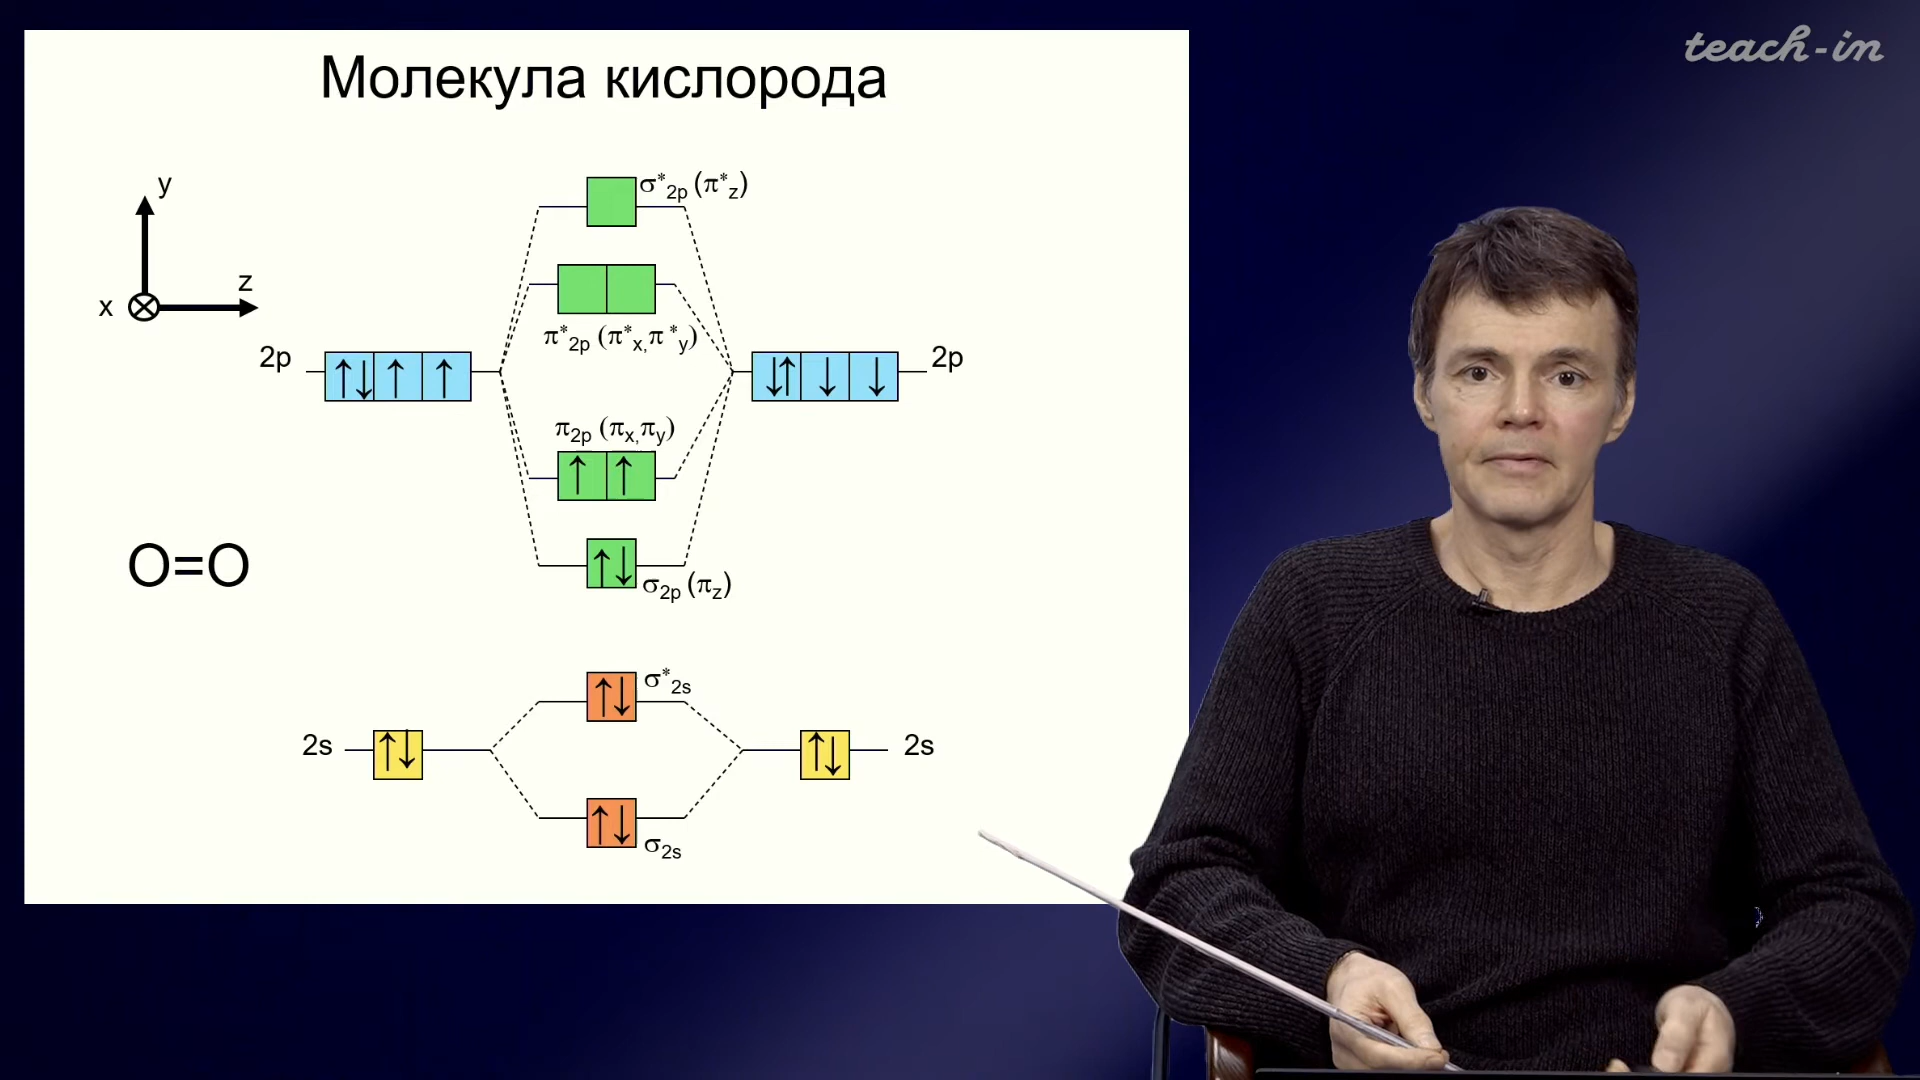 teach-in
Молекула кислорода
σ*2p (π*z)
y
z
x
π*2p (π*x, π*y)
2p ↑↓ ↑ ↑
↓↑ ↓ ↓ 2p
π2p (πx, πy)
↑ ↑
O=O
↑↓
σ2p (πz)
↑↓ σ*2s
2s ↑↓
↑↓ 2s
↑↓
σ2s